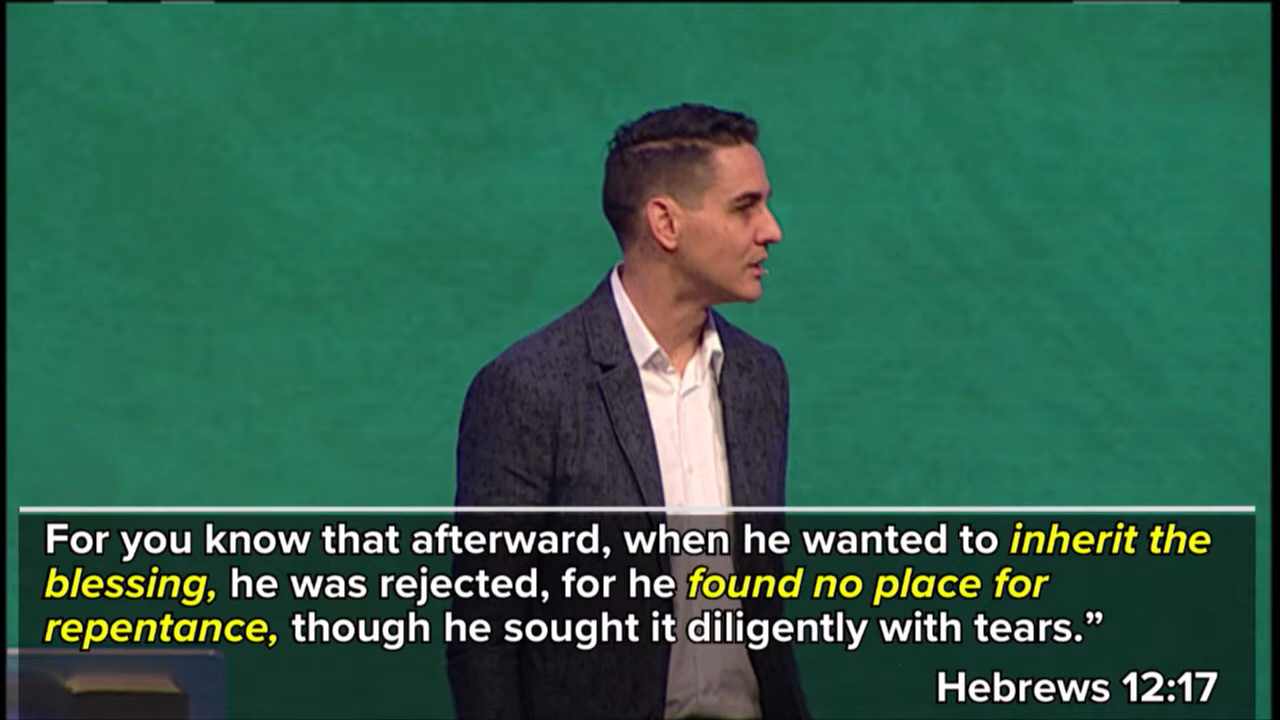 For you know that afterward, when he wanted to inherit the
blessing, he was rejected, for he found no place for
repentance, though he sought it diligently with tears.”
Hebrews 12:17